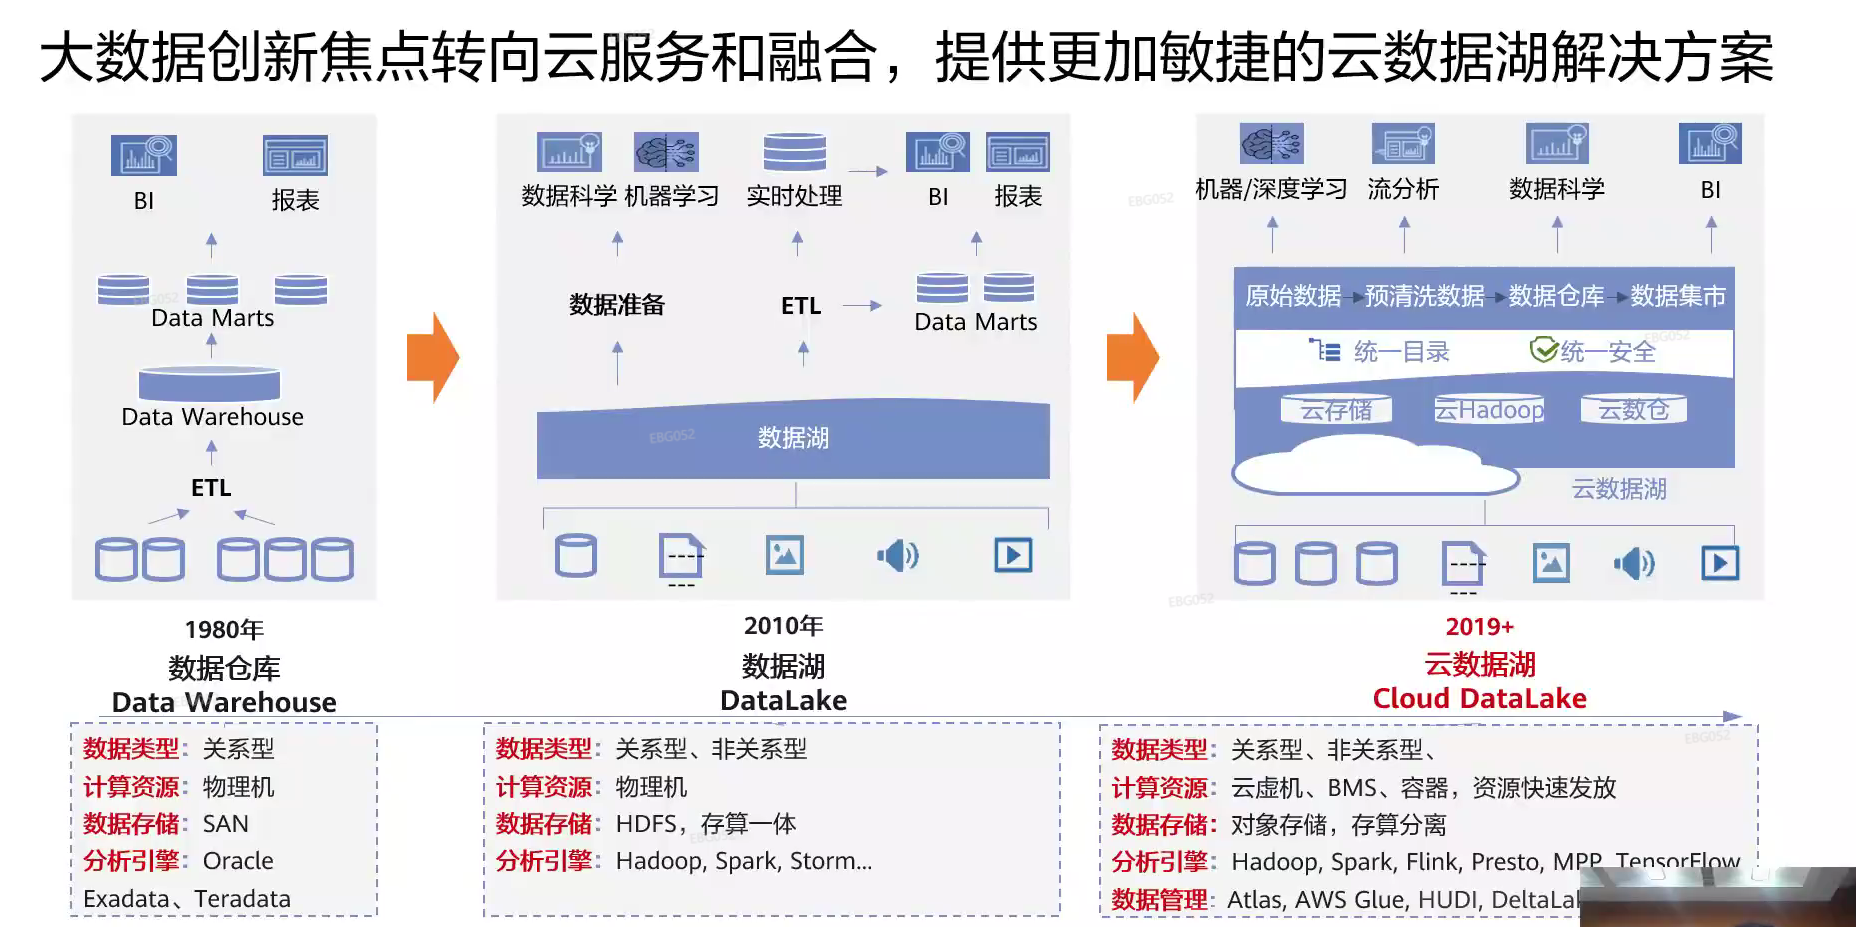 大数据创新焦点转向云服务和融合，提供更加敏捷的云数据湖解决方案
BI
报表
Data Marts
Data Warehouse
ETL
1980年
数据仓库
Data Warehouse
数据类型：关系型
计算资源：物理机
数据存储：SAN
分析引擎：Oracle
Exadata、Teradata
数据科学
机器学习
实时处理
BI
报表
数据准备
ETL
Data Marts
数据湖
2010年
数据湖
DataLake
数据类型：关系型、非关系型
计算资源：物理机
数据存储：HDFS，存算一体
分析引擎：Hadoop, Spark, Storm...
机器/深度学习
流分析
数据科学
BI
原始数据
预清洗数据
数据仓库
数据集市
统一目录
统一安全
云存储
云Hadoop
云数仓
云数据湖
2019+
云数据湖
Cloud DataLake
数据类型：关系型、非关系型、
计算资源：云虚机、BMS、容器，资源快速发放
数据存储：对象存储，存算分离
分析引擎：Hadoop, Spark, Flink, Presto, MPP, TensorFlow
数据管理：Atlas, AWS Glue, HUDI,
EBG052
EBG052
EBG052
EBG052
EBG052
EBG052
EBG052